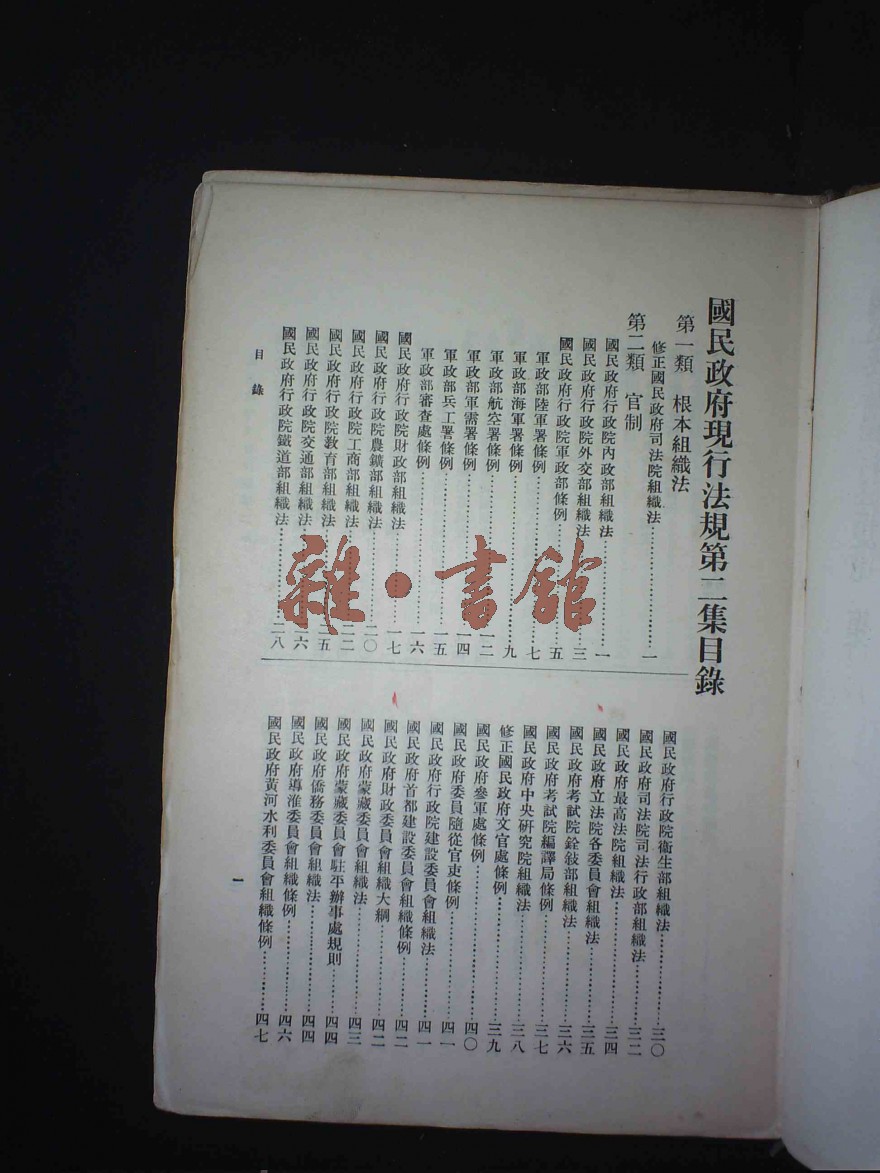 國民政府現行法規第二集目錄
第一類 根本組織法
修正國民政府司法院組織法……一
第二類 官制
國民政府行政院內政部組織法……一
國民政府行政院外交部組織法……三
國民政府行政院軍政部條例……五
軍政部陸軍署條例……七
軍政部海軍署條例……九
軍政部航空署條例……一二
軍政部軍需署條例……一四
軍政部兵工署條例……一五
軍政部審查處條例……一六
國民政府行政院財政部組織法……一七
國民政府行政院農鑛部組織法……二〇
國民政府行政院工商部組織法……二二
國民政府行政院教育部組織法……二五
國民政府行政院交通部組織法……二六
國民政府行政院鐵道部組織法……二八
國民政府行政院衞生部組織法……三〇
國民政府司法院司法行政部組織法……三二
國民政府最高法院組織法……三四
國民政府立法院各委員會組織法……三五
國民政府考試院銓敍部組織法……三六
國民政府考試院編譯局條例……三七
國民政府中央研究院組織法……三八
修正國民政府文官處條例……三九
國民政府參軍處條例……四〇
國民政府委員隨從官吏條例……四一
國民政府行政院建設委員會組織法……四一
國民政府首都建設委員會組織條例……四二
國民政府財政委員會組織大綱……四二
國民政府蒙藏委員會組織法……四三
國民政府蒙藏委員會駐平辦事處規則……四四
國民政府僑務委員會組織法……四四
國民政府導淮委員會組織條例……四六
國民政府黃河水利委員會組織條例……四七
目錄
一
雜·書館